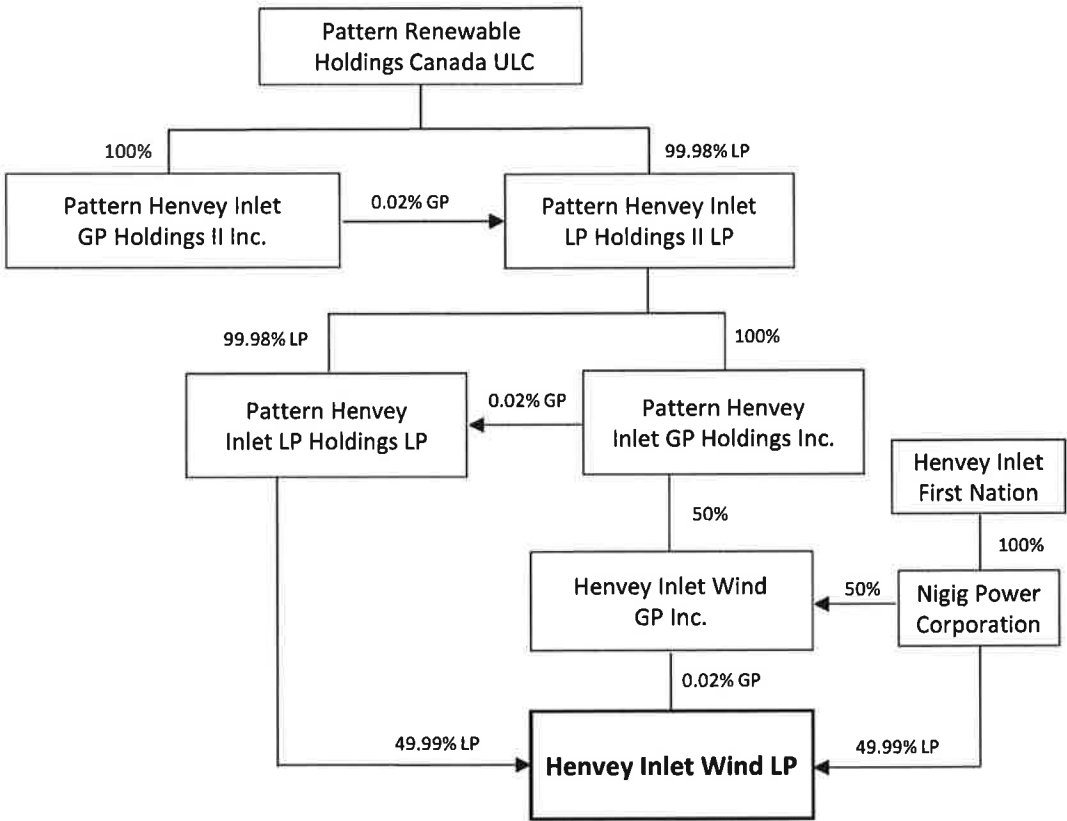 Pattern Renewable
Holdings Canada ULC
100%
99.98% LP
Pattern Henvey Inlet
GP Holdings II Inc.
0.02% GP
Pattern Henvey Inlet
LP Holdings II LP
99.98% LP
100%
Pattern Henvey
Inlet LP Holdings LP
0.02% GP
Pattern Henvey
Inlet GP Holdings Inc.
Henvey Inlet
First Nation
50%
100%
Henvey Inlet Wind
GP Inc.
50%
Nigig Power
Corporation
0.02% GP
49.99% LP
Henvey Inlet Wind LP
49.99% LP